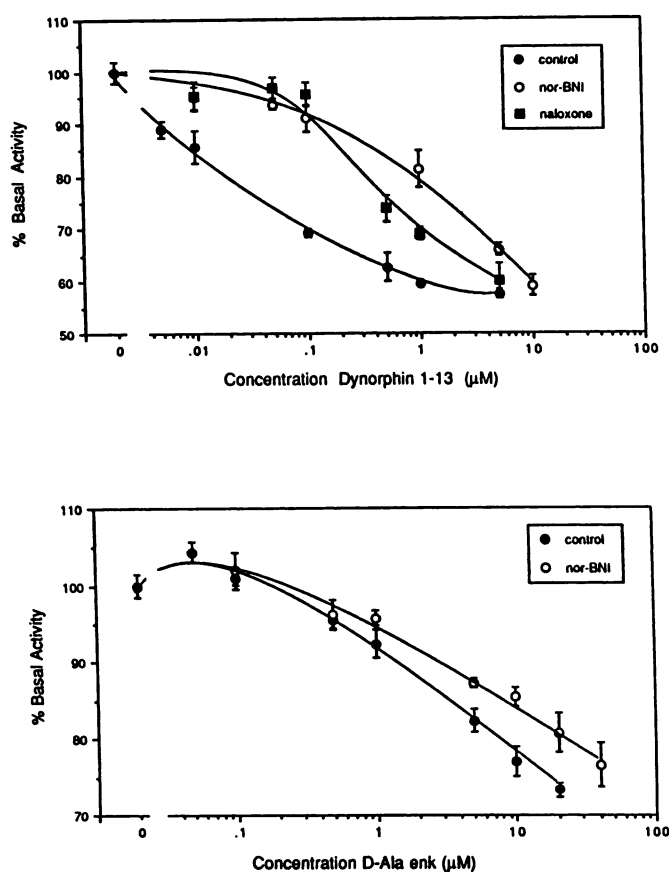 110
100
90
80
70
60
50
% Basal Activity
control
nor-BNI
naloxone
0
.01
.1
1
10
100
Concentration Dynorphin 1-13 (μM)
110
100
90
80
70
% Basal Activity
control
nor-BNI
0
.1
1
10
100
Concentration D-Ala enk (μM)